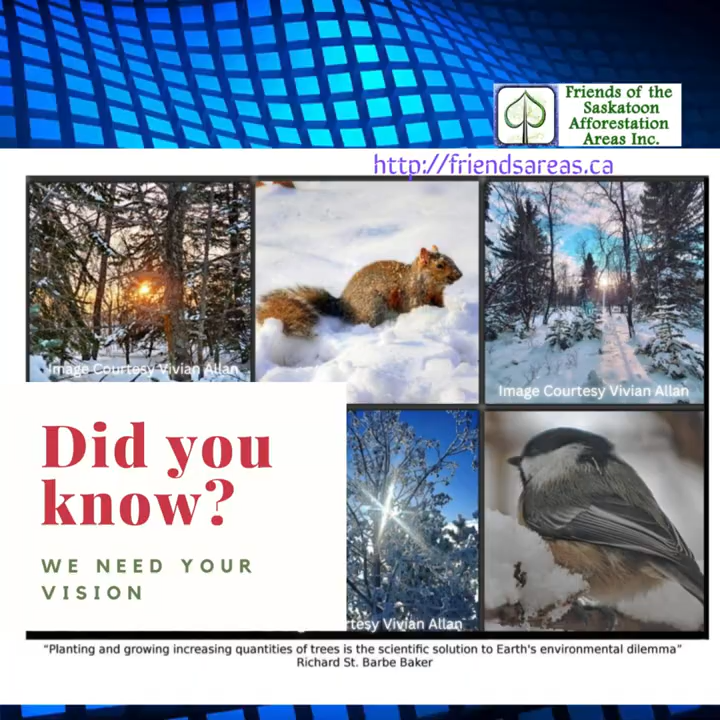 Friends of the
Saskatoon
Afforestation
Areas Inc.
http://friendsareas.ca
Image Courtesy Vivian Allan
Image Courtesy Vivian Allan
Did you
know?
WE NEED YOUR
VISION
rtesy Vivian Allan
“Planting and growing increasing quantities of trees is the scientific solution to Earth's environmental dilemma”
Richard St. Barbe Baker